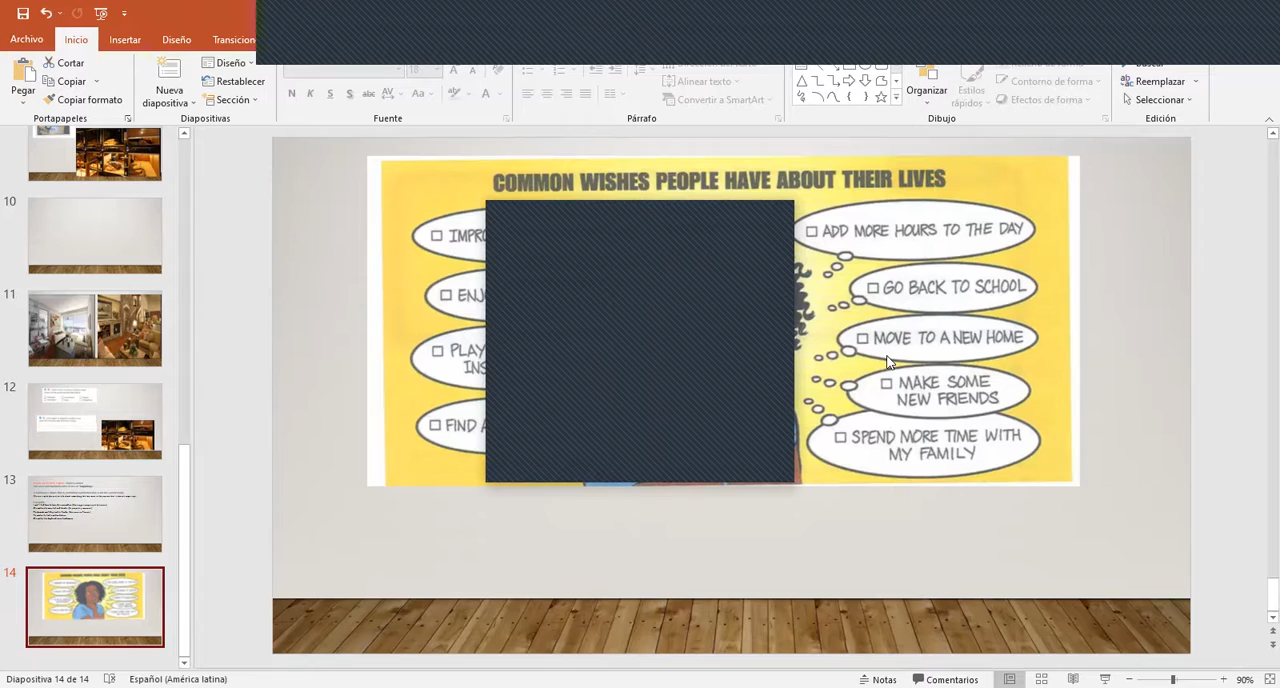 Archivo
Inicio
Insertar
Diseño
Transicion
Pegar
Cortar
Copiar
Copiar formato
Portapapeles
Nueva
diapositiva
Diseño
Restablecer
Sección
Diapositivas
N K S S abc AV Aa A
Fuente
Alinear texto
Convertir a SmartArt
Párrafo
Organizar
Estilos
rápidos
Contorno de forma
Efectos de forma
Dibujo
Reemplazar
Seleccionar
Edición
10
11
12
13
14
COMMON WISHES PEOPLE HAVE ABOUT THEIR LIVES
ADD MORE HOURS TO THE DAY
GO BACK TO SCHOOL
PLAY
MOVE TO A NEW HOME
MAKE SOME
NEW FRIENDS
FIND
SPEND MORE TIME WITH
MY FAMILY
Diapositiva 14 de 14
Español (América latina)
Notas
Comentarios
90%